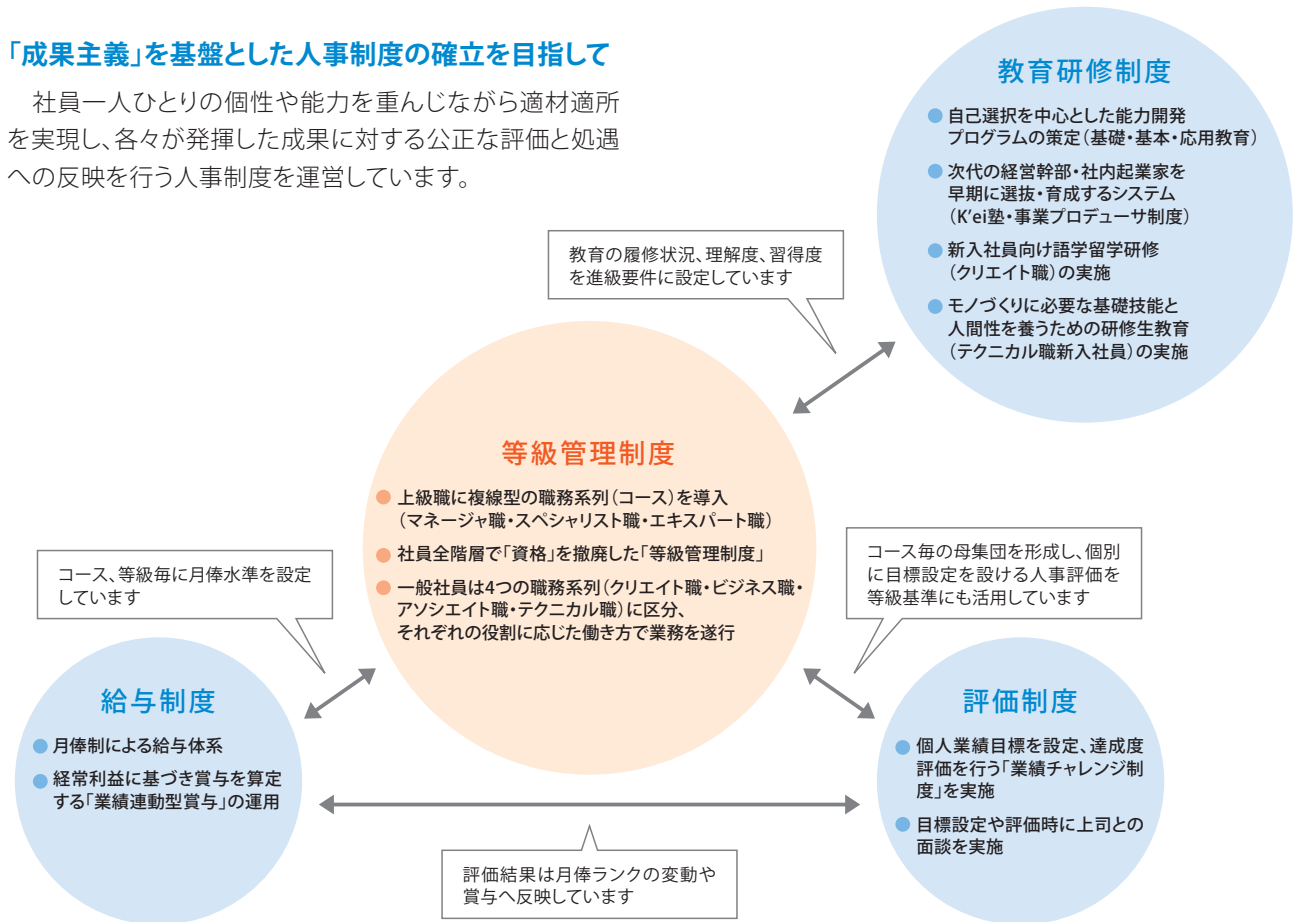 「成果主義」を基盤とした人事制度の確立を目指して
社員一人ひとりの個性や能力を重んじながら適材適所
を実現し、各々が発揮した成果に対する公正な評価と処遇
への反映を行う人事制度を運営しています。
教育研修制度
● 自己選択を中心とした能力開発
プログラムの策定（基礎・基本・応用教育）
● 次代の経営幹部・社内起業家を
早期に選抜・育成するシステム
（K'ei塾・事業プロデューサ制度）
● 新入社員向け語学留学研修
（クリエイト職）の実施
● モノづくりに必要な基礎技能と
人間性を養うための研修生教育
（テクニカル職新入社員）の実施
教育の履修状況、理解度、習得度
を進級要件に設定しています
等級管理制度
● 上級職に複線型の職務系列（コース）を導入
（マネージャ職・スペシャリスト職・エキスパート職）
● 社員全階層で「資格」を撤廃した「等級管理制度」
● 一般社員は4つの職務系列（クリエイト職・ビジネス職・
アソシエイト職・テクニカル職）に区分、
それぞれの役割に応じた働き方で業務を遂行
コース、等級毎に月俸水準を設定
しています
コース毎の母集団を形成し、個別
に目標設定を設ける人事評価を
等級基準にも活用しています
給与制度
● 月俸制による給与体系
● 経常利益に基づき賞与を算定
する「業績連動型賞与」の運用
評価制度
● 個人業績目標を設定、達成度
評価を行う「業績チャレンジ制
度」を実施
● 目標設定や評価時に上司との
面談を実施
評価結果は月俸ランクの変動や
賞与へ反映しています